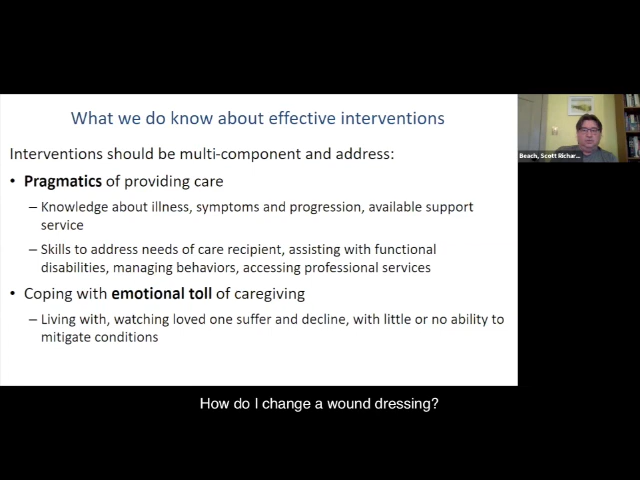 What we do know about effective interventions
Interventions should be multi-component and address:
• Pragmatics of providing care
– Knowledge about illness, symptoms and progression, available support
service
– Skills to address needs of care recipient, assisting with functional
disabilities, managing behaviors, accessing professional services
• Coping with emotional toll of caregiving
– Living with, watching loved one suffer and decline, with little or no ability to
mitigate conditions
Beach, Scott Richar...
How do I change a wound dressing?